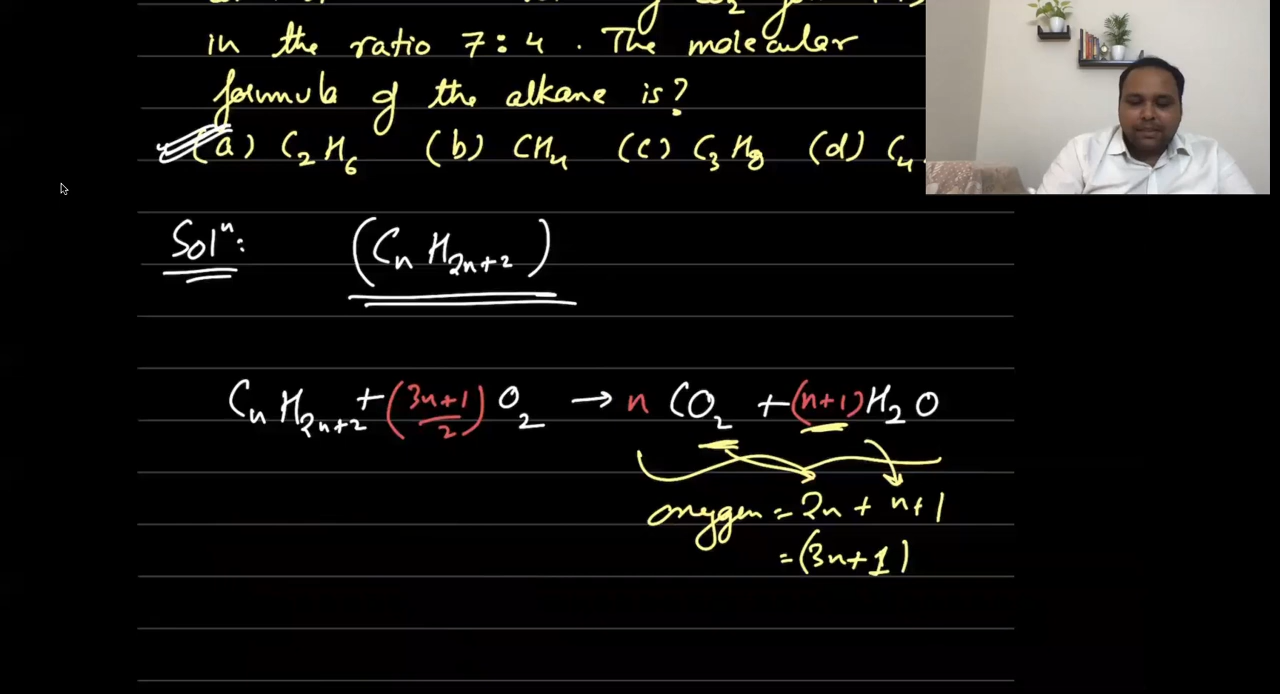 in the ratio 7:4. The molecular
formula of the alkane is?
(a) C₂H₆ (b) CH₄ (c) C₃H₈ (d) C₄
Solⁿ: (CₙH₂ₙ₊₂)
CₙH₂ₙ₊₂ + (3n+1)/2 O₂ → n CO₂ + (n+1) H₂O
oxygen = 2n + n+1
= (3n+1)